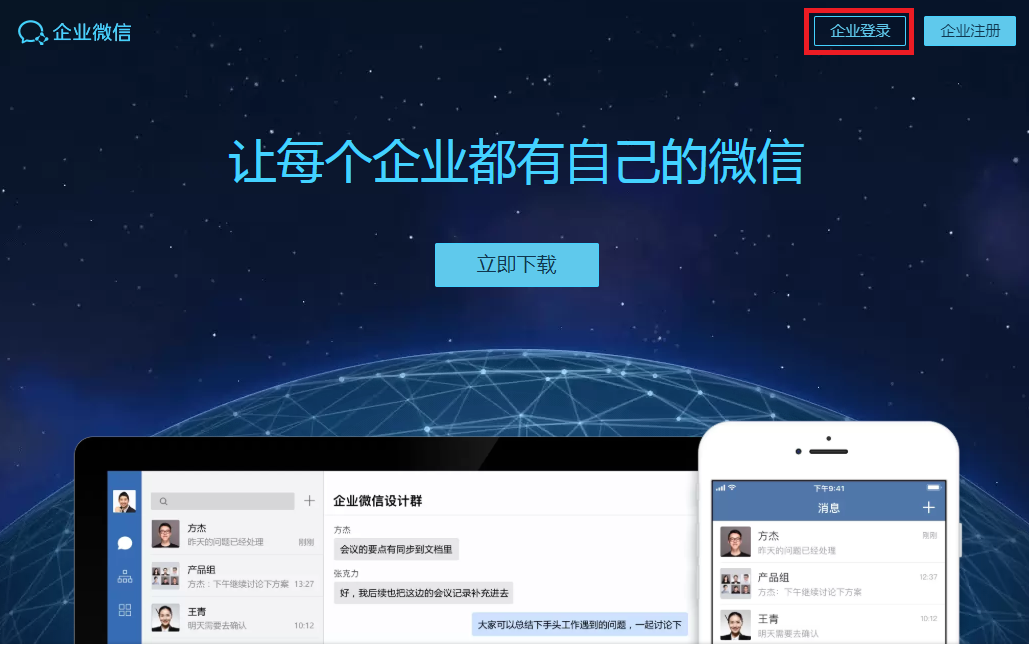 企业微信
企业登录
企业注册
让每个企业都有自己的微信
立即下载
企业微信设计群
方杰
昨天的问题已经处理
刚刚
产品组
方杰：下午继续讨论下方案
13:27
王青
明天需要去确认
10:12
方杰
会议的要点有同步到文档里
张克力
好，我后续也把这边的会议记录补充进去
大家可以总结下手头工作遇到的问题，一起讨论下
下午9:41
消息
方杰
昨天的问题已经处理
刚刚
产品组
方杰：下午继续讨论下方案
12:37
王青
明天需要去确认
10:12